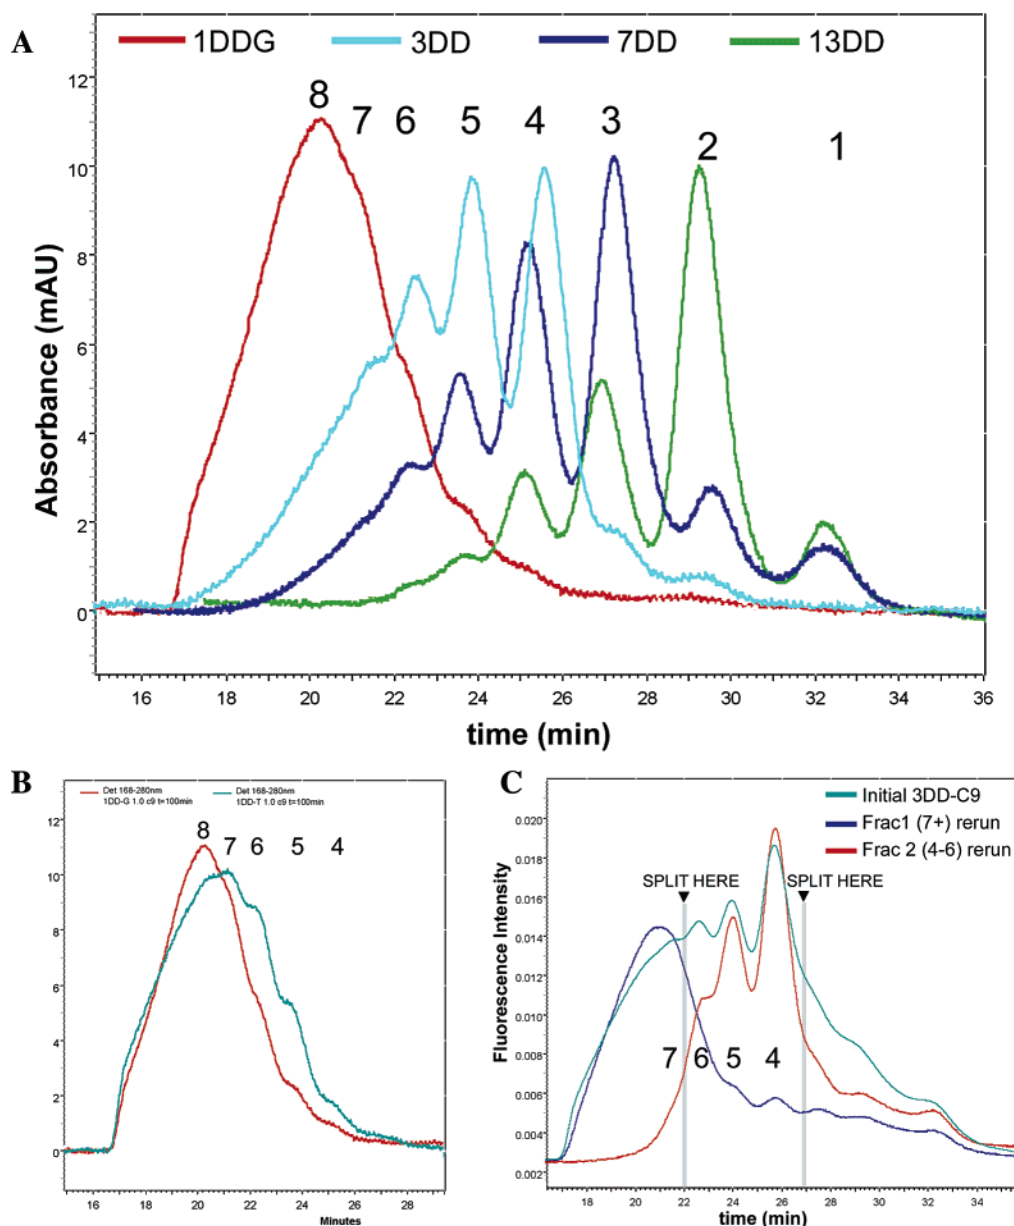 A
1DDG 3DD 7DD 13DD
8 7 6 5 4 3 2 1
12
10
8
6
4
2
0
Absorbance (mAU)
16 18 20 22 24 26 28 30 32 34 36
time (min)
B
Det 168-280nm
1DD-G 1.0 c9 t=100min
Det 168-280nm
1DD-T 1.0 c9 t=100min
8 7 6 5 4
12
10
8
6
4
2
0
16 18 20 22 24 26 28
Minutes
C
Initial 3DD-C9
Frac1 (7+) rerun
Frac 2 (4-6) rerun
SPLIT HERE SPLIT HERE
7 6 5 4
0.020
0.018
0.016
0.014
0.012
0.010
0.008
0.006
0.004
0.002
Fluorescence Intensity
18 20 22 24 26 28 30 32 34
time (min)